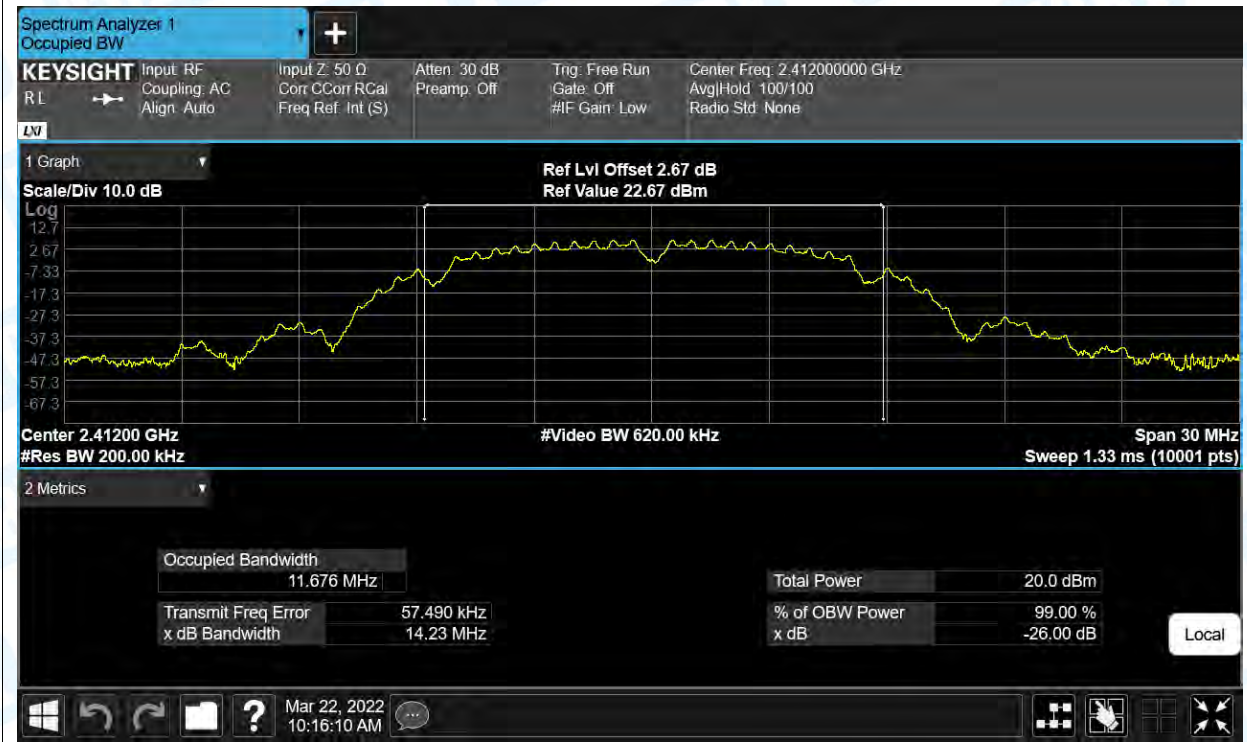 Spectrum Analyzer 1
Occupied BW
KEYSIGHT
R L
LXI
Input: RF
Coupling: AC
Align: Auto
Input Z: 50 Ω
Corr CCorr RCal
Freq Ref: Int (S)
Atten: 30 dB
Preamp: Off
Trig: Free Run
Gate: Off
#IF Gain: Low
Center Freq: 2.412000000 GHz
Avg|Hold: 100/100
Radio Std: None
1 Graph
Scale/Div 10.0 dB
Ref Lvl Offset 2.67 dB
Ref Value 22.67 dBm
Log
12.7
2.67
-7.33
-17.3
-27.3
-37.3
-47.3
-57.3
-67.3
Center 2.41200 GHz
#Res BW 200.00 kHz
#Video BW 620.00 kHz
Span 30 MHz
Sweep 1.33 ms (10001 pts)
2 Metrics
Occupied Bandwidth
11.676 MHz
Transmit Freq Error 57.490 kHz
x dB Bandwidth 14.23 MHz
Total Power 20.0 dBm
% of OBW Power 99.00 %
x dB -26.00 dB
Local
?
Mar 22, 2022
10:16:10 AM